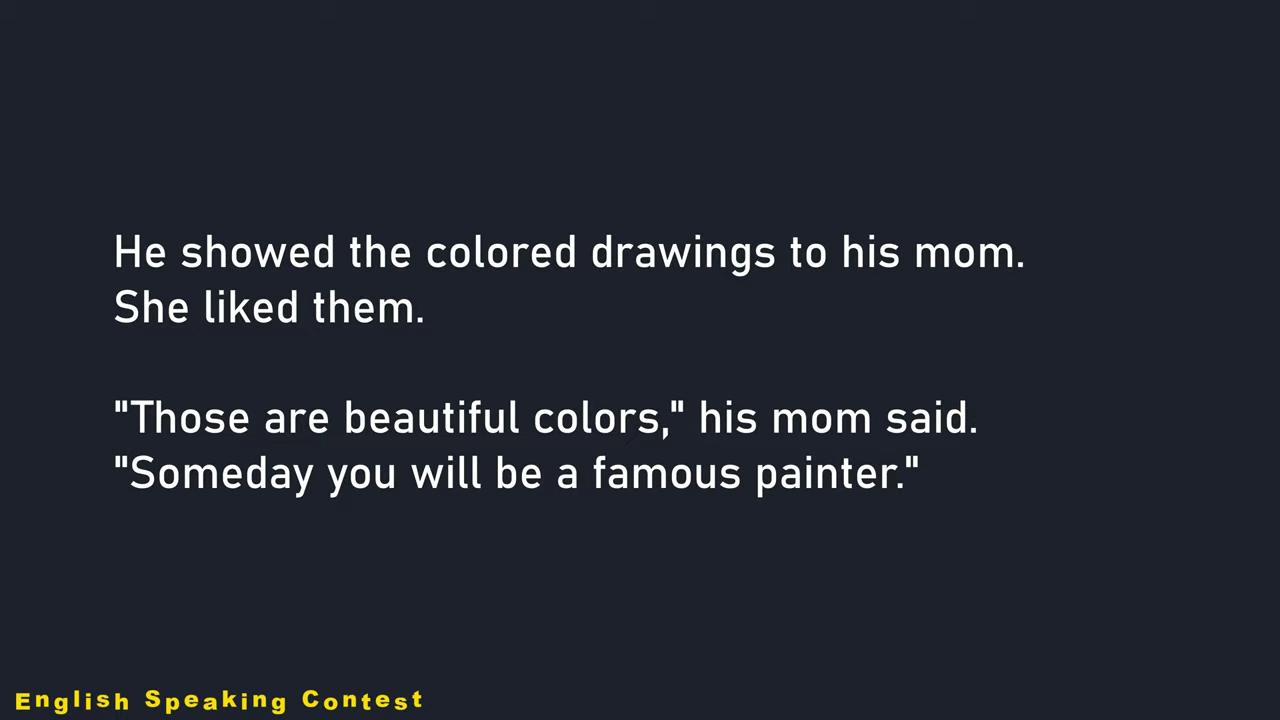 He showed the colored drawings to his mom.
She liked them.
"Those are beautiful colors," his mom said.
"Someday you will be a famous painter."
English Speaking Contest